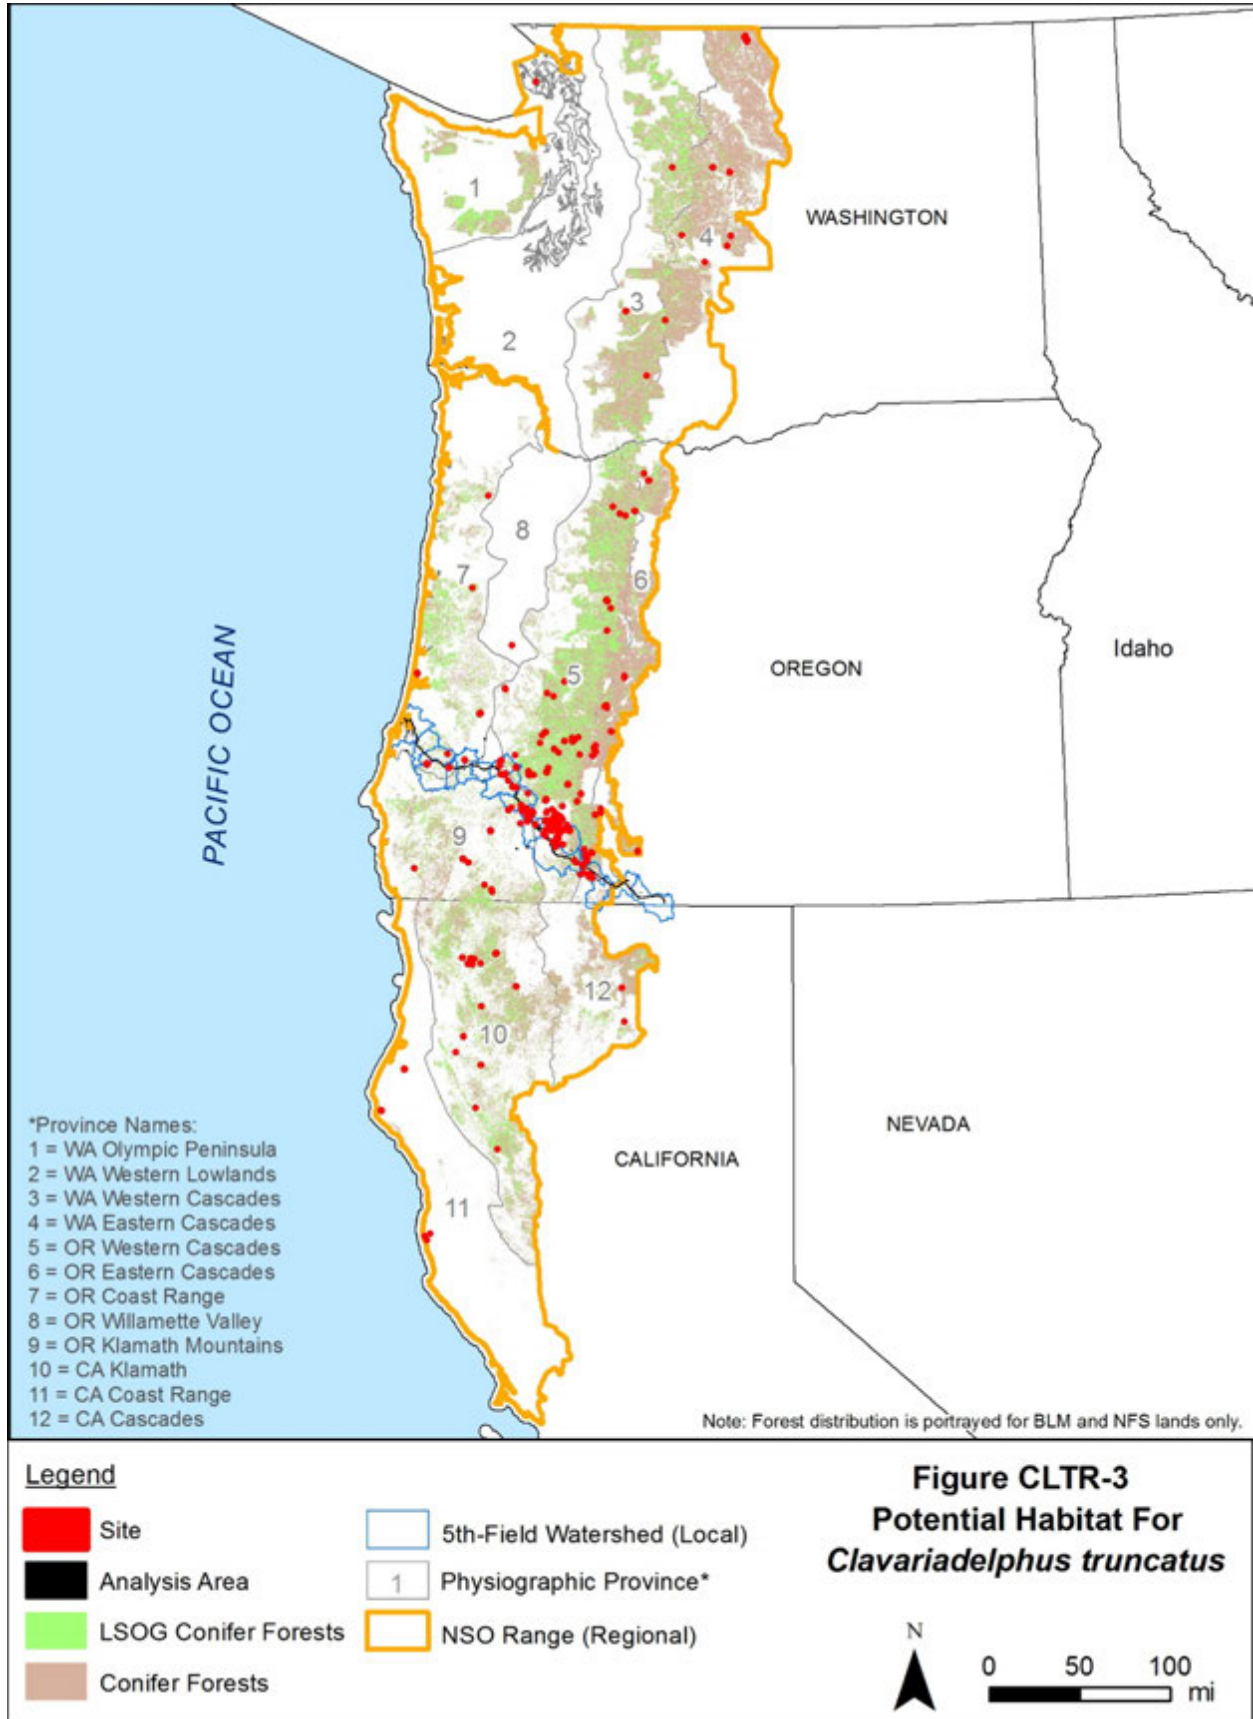 WASHINGTON
1
4
3
2
8
7
6
5
OREGON
Idaho
PACIFIC OCEAN
9
12
10
11
NEVADA
CALIFORNIA
*Province Names:
1 = WA Olympic Peninsula
2 = WA Western Lowlands
3 = WA Western Cascades
4 = WA Eastern Cascades
5 = OR Western Cascades
6 = OR Eastern Cascades
7 = OR Coast Range
8 = OR Willamette Valley
9 = OR Klamath Mountains
10 = CA Klamath
11 = CA Coast Range
12 = CA Cascades
Note: Forest distribution is portrayed for BLM and NFS lands only.
Legend
Site
Analysis Area
LSOG Conifer Forests
Conifer Forests
5th-Field Watershed (Local)
1 Physiographic Province*
NSO Range (Regional)
Figure CLTR-3
Potential Habitat For
Clavariadelphus truncatus
N
0 50 100
mi